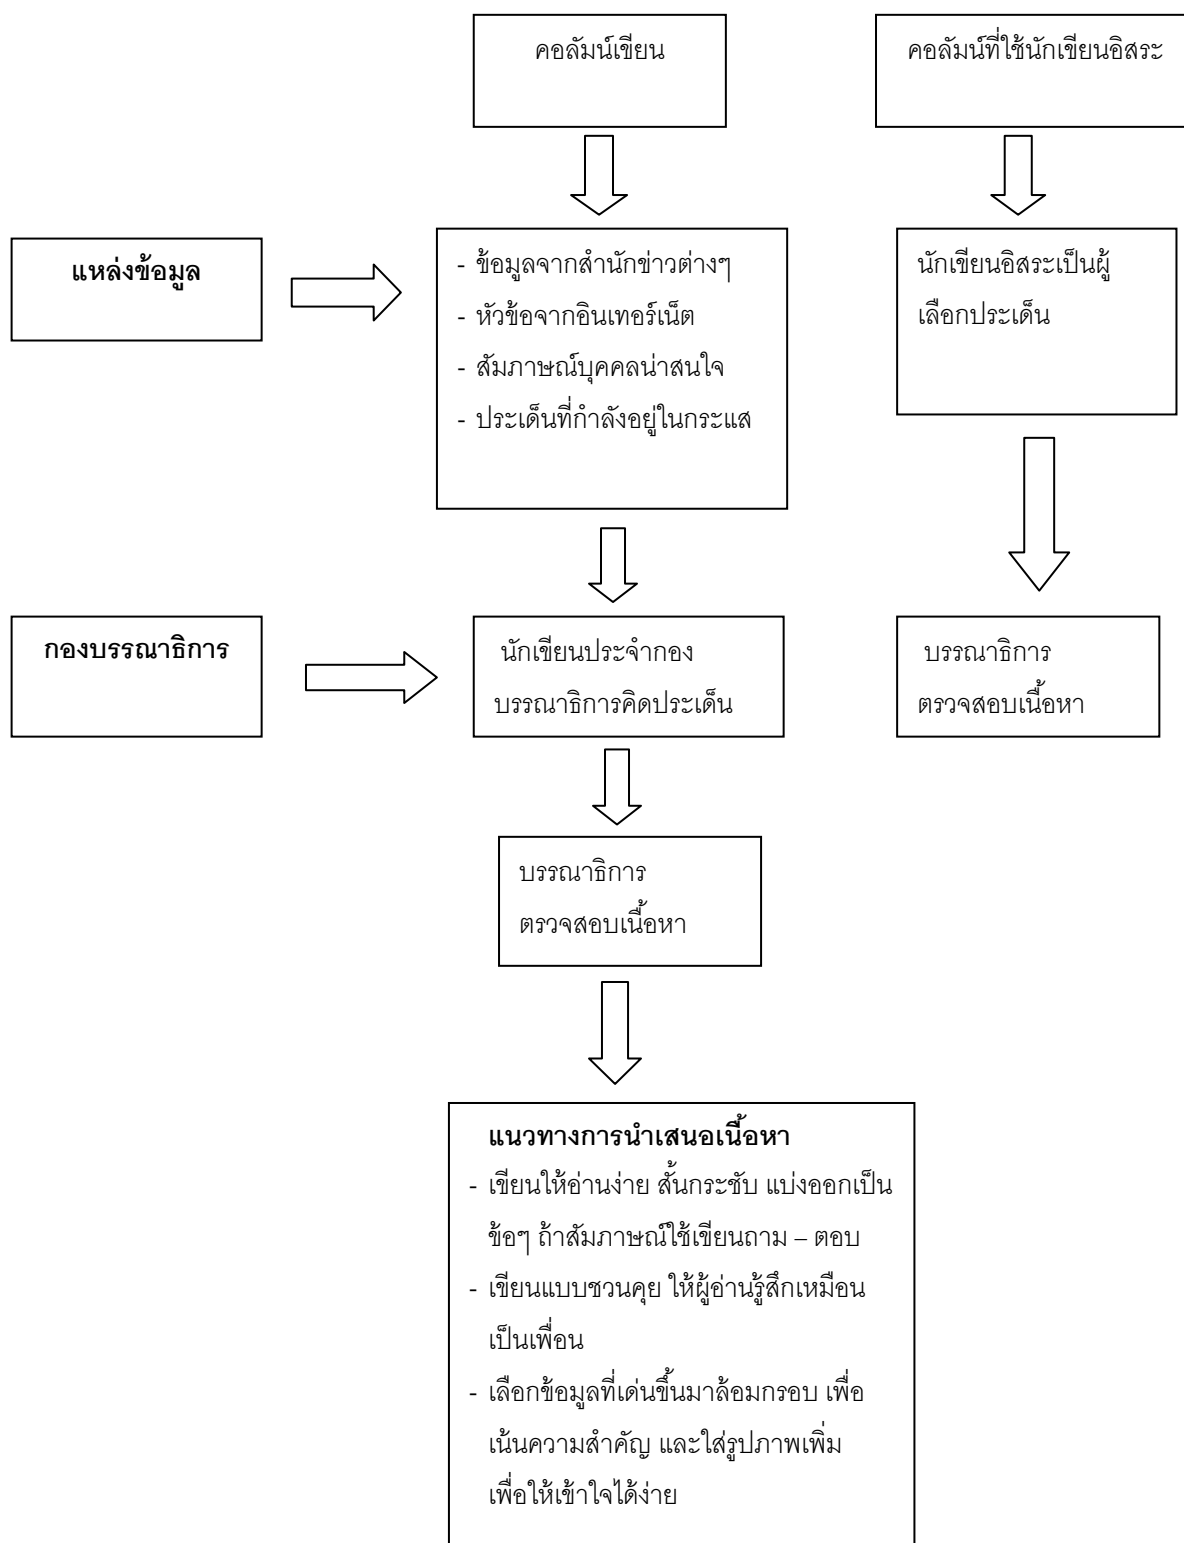 คอลัมน์เขียน
คอลัมน์ที่ใช้นักเขียนอิสระ
แหล่งข้อมูล
- ข้อมูลจากสำนักข่าวต่างๆ
- หัวข้อจากอินเทอร์เน็ต
- สัมภาษณ์บุคคลน่าสนใจ
- ประเด็นที่กำลังอยู่ในกระแส
นักเขียนอิสระเป็นผู้
เลือกประเด็น
กองบรรณาธิการ
นักเขียนประจำกอง
บรรณาธิการคิดประเด็น
บรรณาธิการ
ตรวจสอบเนื้อหา
บรรณาธิการ
ตรวจสอบเนื้อหา
แนวทางการนำเสนอเนื้อหา
- เขียนให้อ่านง่าย สั้นกระชับ แบ่งออกเป็น
ข้อๆ ถ้าสัมภาษณ์ใช้เขียนถาม – ตอบ
- เขียนแบบชวนคุย ให้ผู้อ่านรู้สึกเหมือน
เป็นเพื่อน
- เลือกข้อมูลที่เด่นขึ้นมาล้อมกรอบ เพื่อ
เน้นความสำคัญ และใส่รูปภาพเพิ่ม
เพื่อให้เข้าใจได้ง่าย